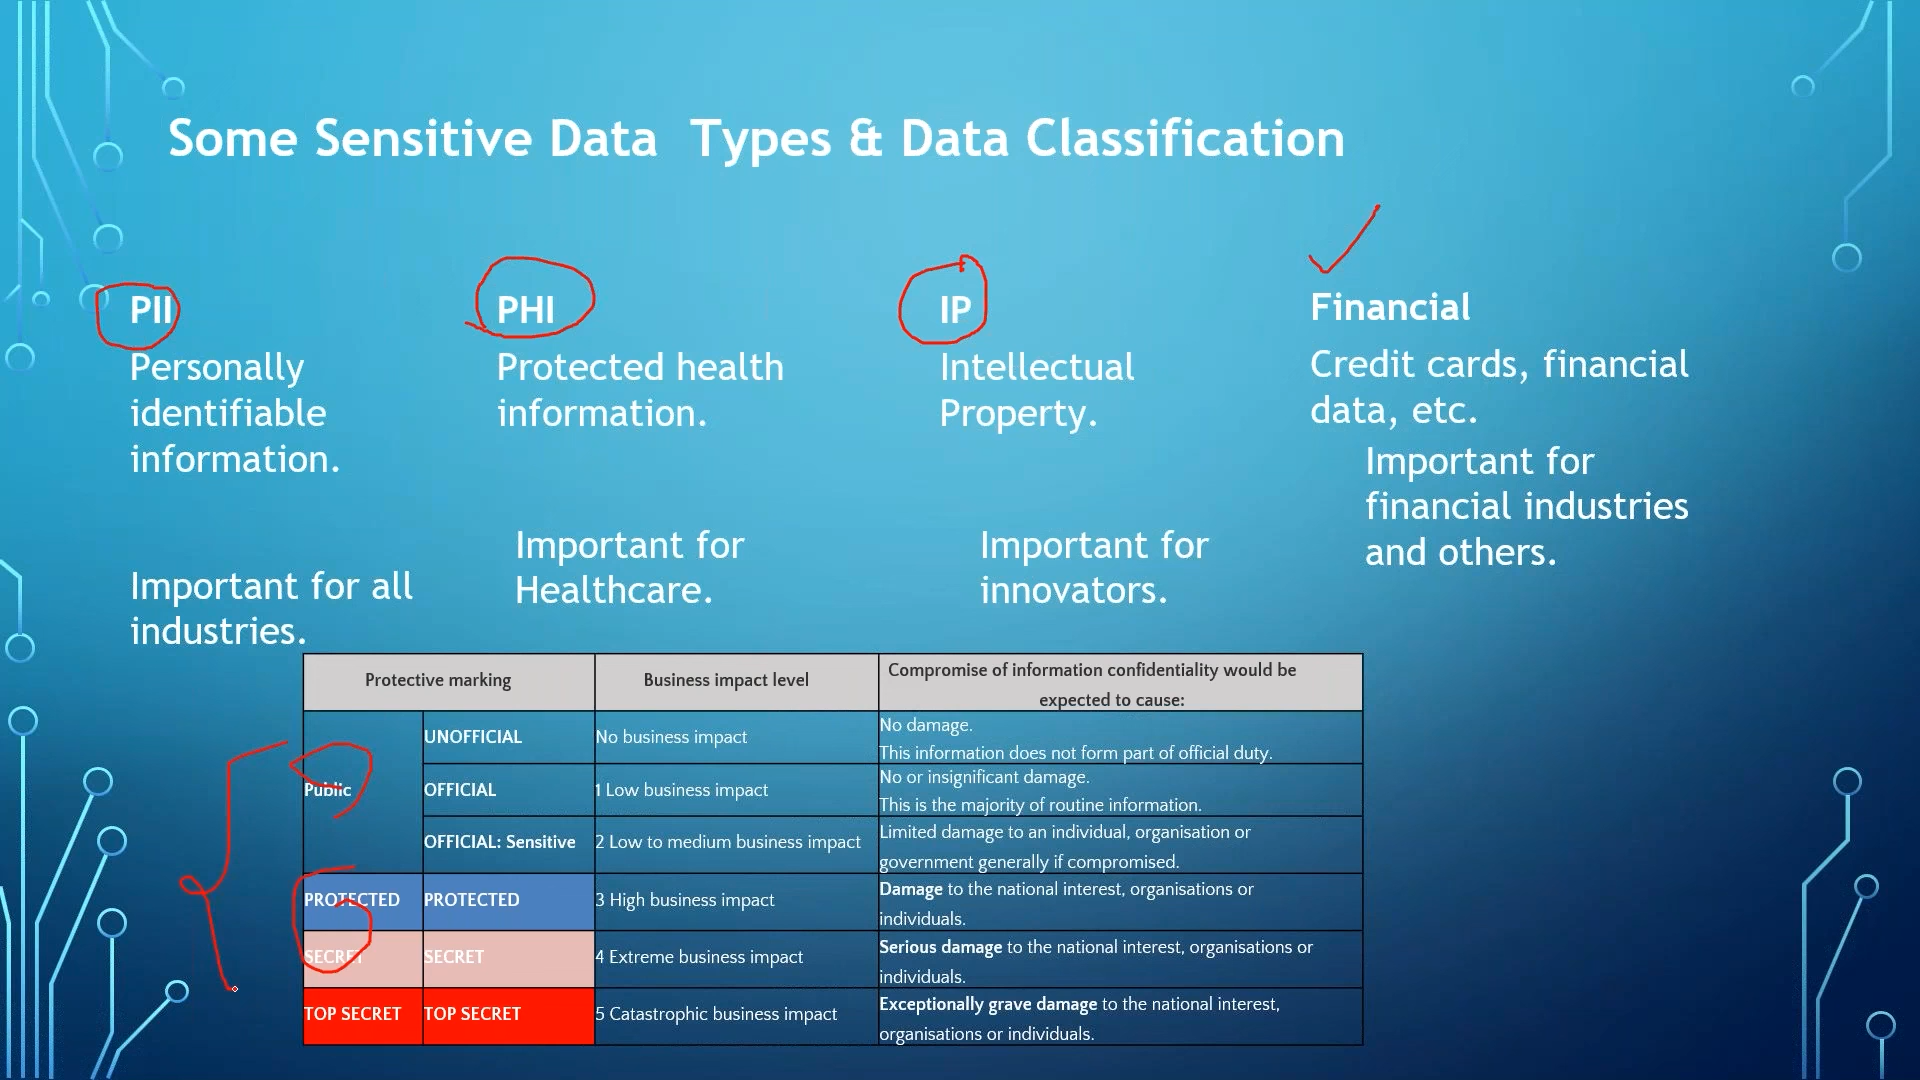 Some Sensitive Data  Types & Data Classification
PII
Personally
identifiable
information.
Important for all
industries.
PHI
Protected health
information.
Important for
Healthcare.
IP
Intellectual
Property.
Important for
innovators.
Financial
Credit cards, financial
data, etc.
Important for
financial industries
and others.
Protective marking
Business impact level
Compromise of information confidentiality would be
expected to cause:
Public
UNOFFICIAL
No business impact
No damage.
This information does not form part of official duty.
OFFICIAL
1 Low business impact
No or insignificant damage.
This is the majority of routine information.
OFFICIAL: Sensitive
2 Low to medium business impact
Limited damage to an individual, organisation or
government generally if compromised.
PROTECTED
PROTECTED
3 High business impact
Damage to the national interest, organisations or
individuals.
SECRET
SECRET
4 Extreme business impact
Serious damage to the national interest, organisations or
individuals.
TOP SECRET
TOP SECRET
5 Catastrophic business impact
Exceptionally grave damage to the national interest,
organisations or individuals.